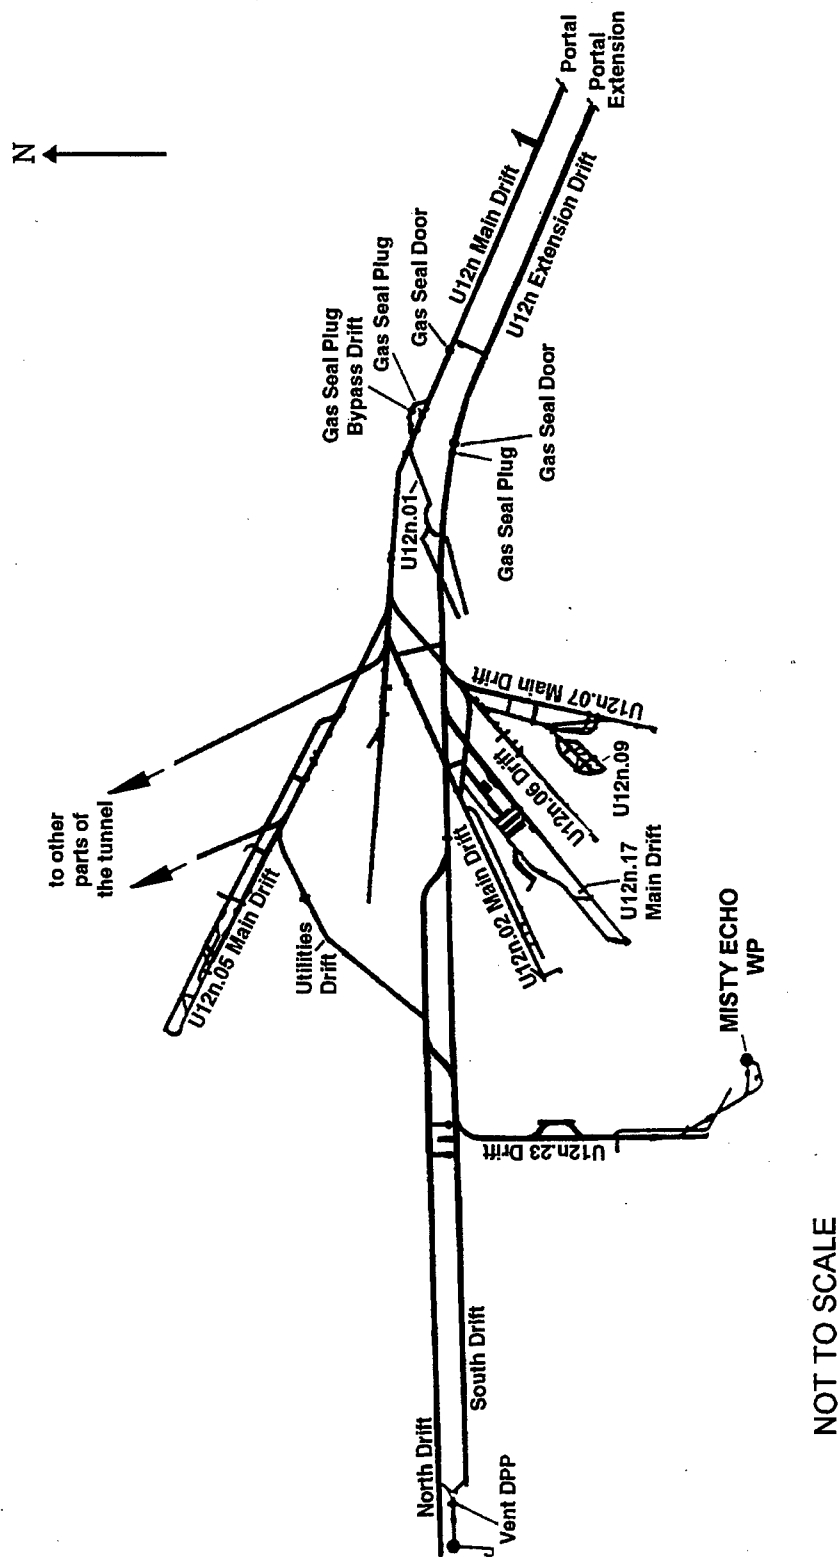 N
Portal
Portal
Extension
U12n Main Drift
U12n Extension Drift
Gas Seal Door
Gas Seal Plug
Gas Seal Plug
Bypass Drift
Gas Seal Door
Gas Seal Plug
U12n.01
U12n.07 Main Drift
U12n.09
U12n.06 Drift
U12n.17
Main Drift
U12n.02 Main Drift
to other
parts of
the tunnel
U12n.05 Main Drift
Utilities
Drift
MISTY ECHO
WP
U12n.23 Drift
North Drift
South Drift
Vent DPP
NOT TO SCALE